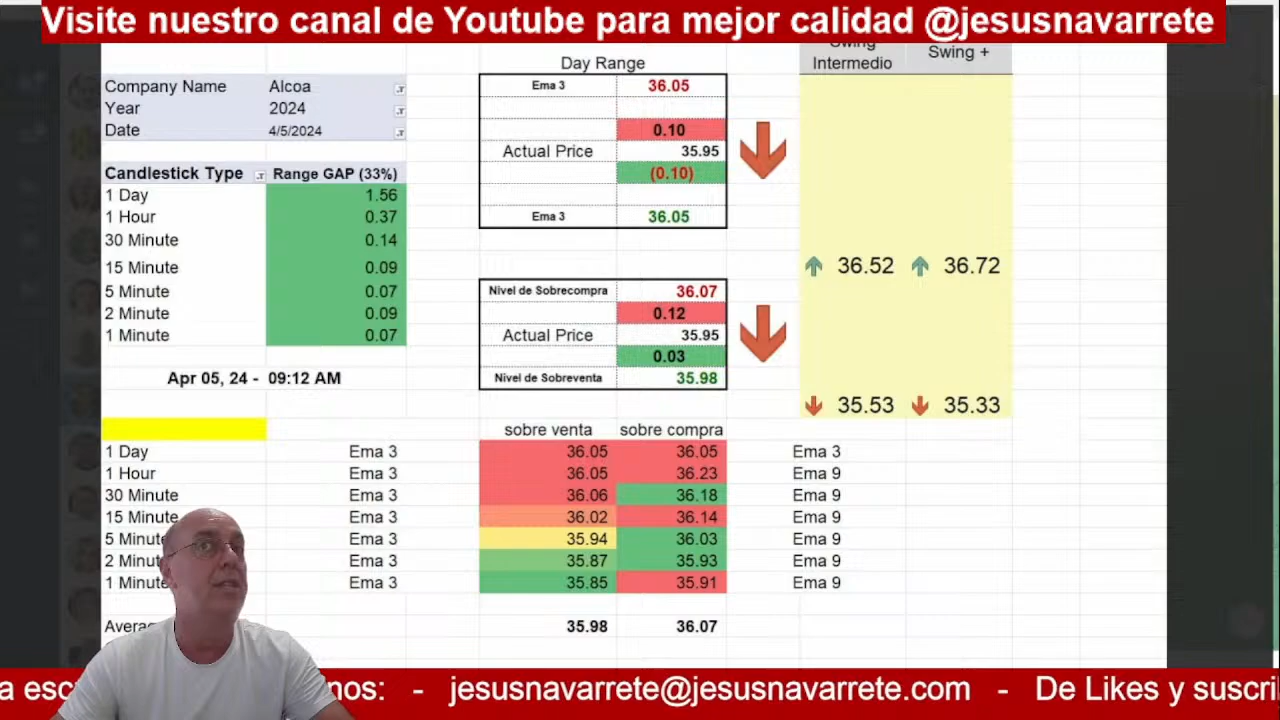 Visite nuestro canal de Youtube para mejor calidad @jesusnavarrete
Company Name Alcoa
Year 2024
Date 4/5/2024
Candlestick Type Range GAP (33%)
1 Day 1.56
1 Hour 0.37
30 Minute 0.14
15 Minute 0.09
5 Minute 0.07
2 Minute 0.09
1 Minute 0.07
Apr 05, 24 - 09:12 AM
Day Range
Ema 3 36.05
0.10
Actual Price 35.95
(0.10)
Ema 3 36.05
Nivel de Sobrecompra 36.07
0.12
Actual Price 35.95
0.03
Nivel de Sobreventa 35.98
Swing Intermedio
Swing +
36.52 36.72
35.53 35.33
sobre venta sobre compra
1 Day Ema 3 36.05 36.05 Ema 3
1 Hour Ema 3 36.05 36.23 Ema 9
30 Minute Ema 3 36.06 36.18 Ema 9
15 Minute Ema 3 36.02 36.14 Ema 9
5 Minute Ema 3 35.94 36.03 Ema 9
2 Minute Ema 3 35.87 35.93 Ema 9
1 Minute Ema 3 35.85 35.91 Ema 9
35.98 36.07
jesusnavarrete@jesusnavarrete.com - De Likes y